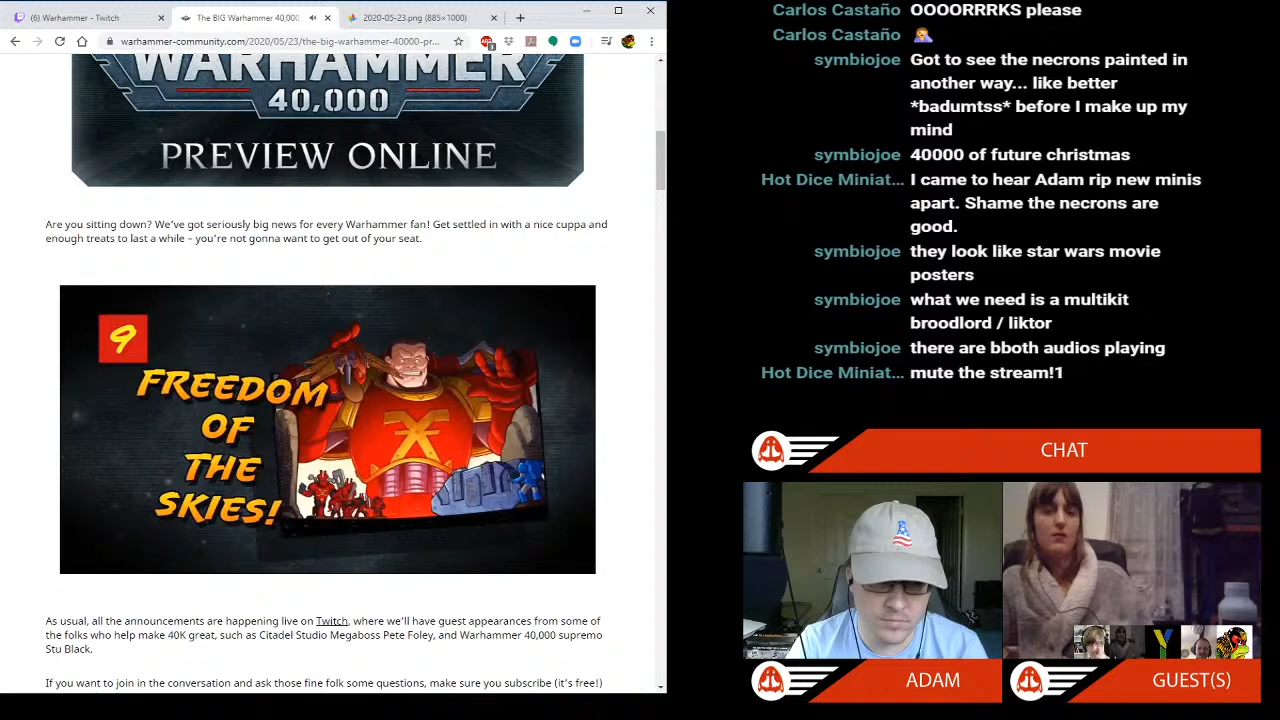 (6) Warhammer - Twitch
The BIG Warhammer 40,000
2020-05-23.png (885×1000)
warhammer-community.com/2020/05/23/the-big-warhammer-40000-pr...
WARHAMMER
40,000
PREVIEW ONLINE
Are you sitting down? We've got seriously big news for every Warhammer fan! Get settled in with a nice cuppa and
enough treats to last a while – you're not gonna want to get out of your seat.
9
FREEDOM
OF
THE
SKIES!
As usual, all the announcements are happening live on Twitch, where we'll have guest appearances from some of
the folks who help make 40K great, such as Citadel Studio Megaboss Pete Foley, and Warhammer 40,000 supremo
Stu Black.
If you want to join in the conversation and ask those fine folk some questions, make sure you subscribe (it's free!)
Carlos Castaño OOOORRRKS please
Carlos Castaño
symbiojoe Got to see the necrons painted in
another way... like better
*badumtss* before I make up my
mind
symbiojoe 40000 of future christmas
Hot Dice Miniat... I came to hear Adam rip new minis
apart. Shame the necrons are
good.
symbiojoe they look like star wars movie
posters
symbiojoe what we need is a multikit
broodlord / liktor
symbiojoe there are bboth audios playing
Hot Dice Miniat... mute the stream!1
CHAT
ADAM
GUEST(S)